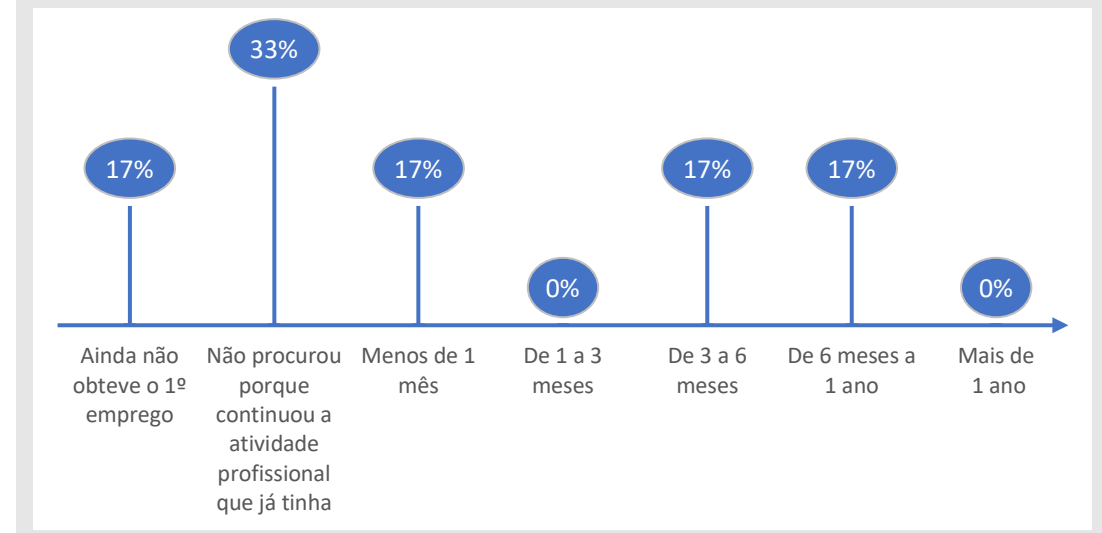 33%
17%
17%
17%
17%
0%
0%
Ainda não
obteve o 1º
emprego
Não procurou
porque
continuou a
atividade
profissional
que já tinha
Menos de 1
mês
De 1 a 3
meses
De 3 a 6
meses
De 6 meses a
1 ano
Mais de
1 ano